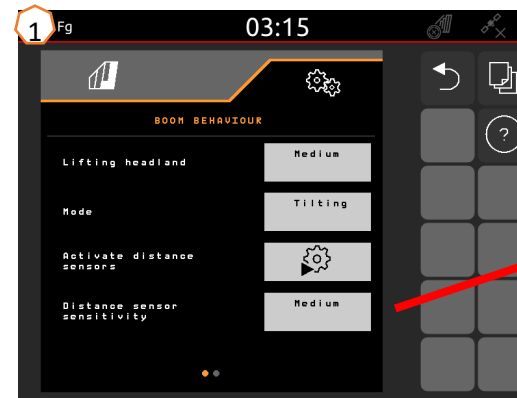 1
Fg
03:15
BOOM BEHAVIOUR
Lifting headland
Medium
Mode
Tilting
Activate distance
sensors
Distance sensor
sensitivity
Medium
?